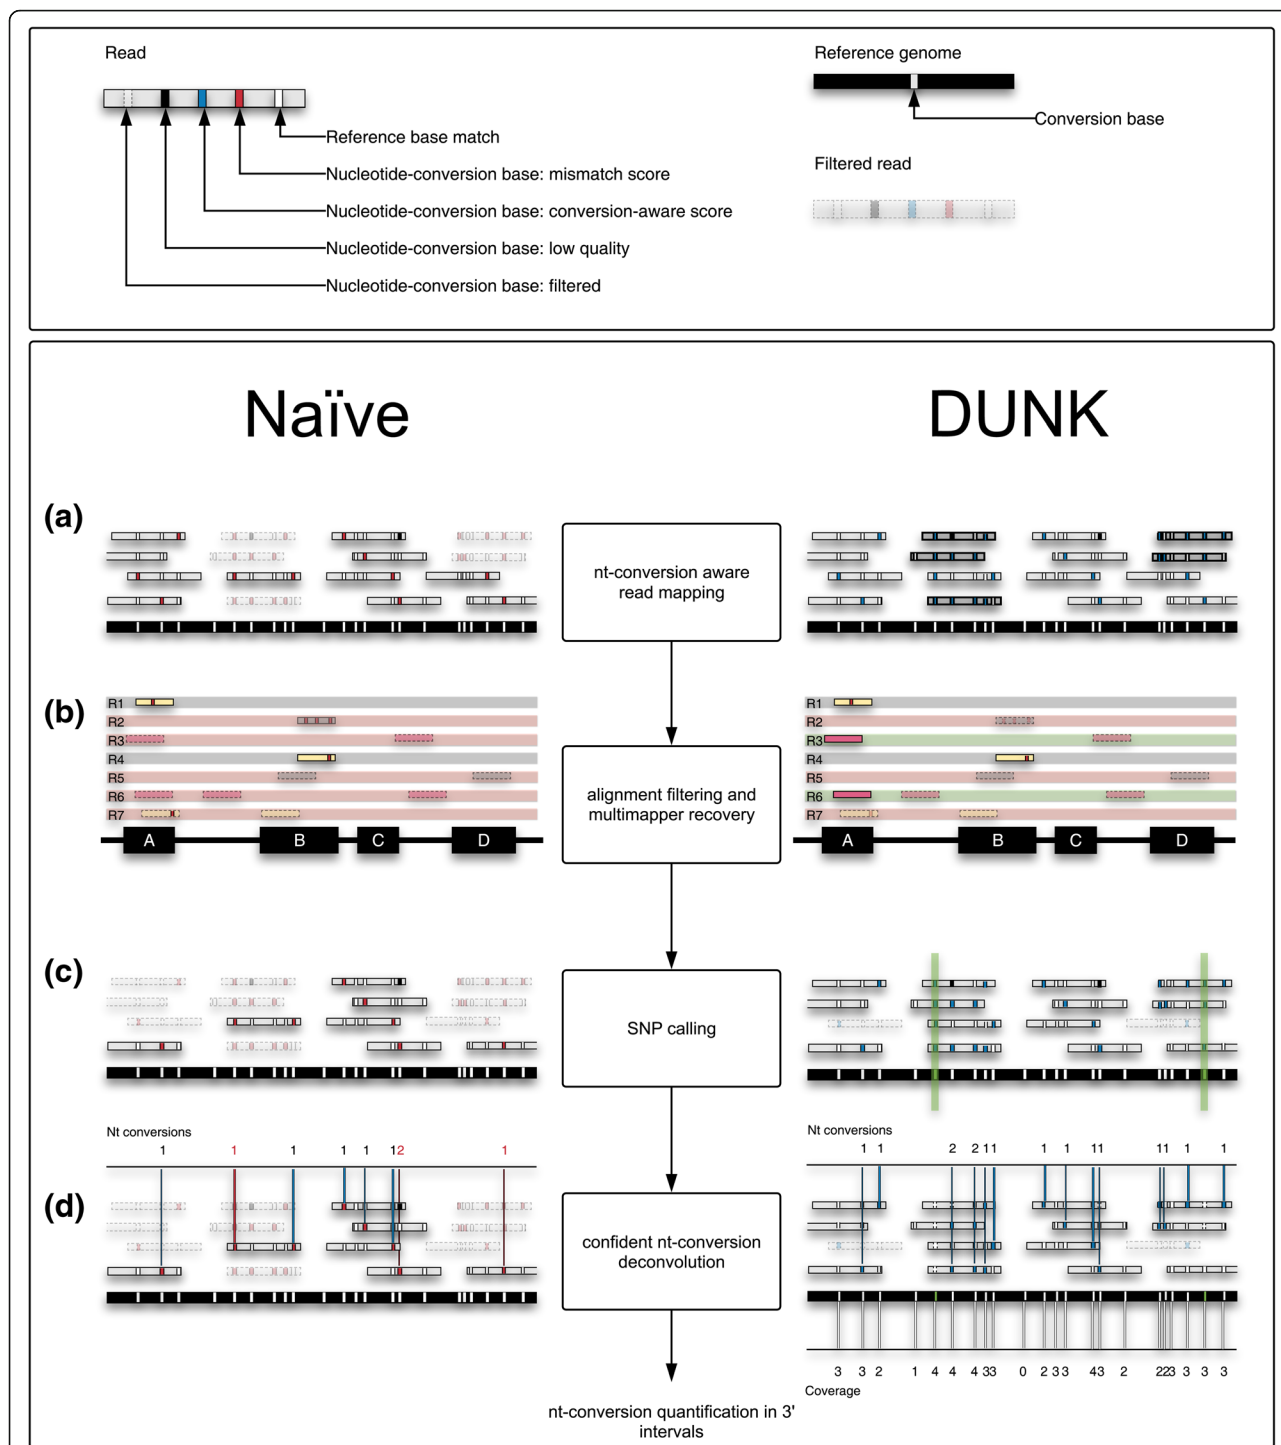 Read
Reference genome
Reference base match
Conversion base
Nucleotide-conversion base: mismatch score
Filtered read
Nucleotide-conversion base: conversion-aware score
Nucleotide-conversion base: low quality
Nucleotide-conversion base: filtered
Naïve
DUNK
(a)
nt-conversion aware
read mapping
(b)
R1
R2
R3
R4
R5
R6
R7
A B C D
alignment filtering and
multimapper recovery
R1
R2
R3
R4
R5
R6
R7
A B C D
(c)
SNP calling
Nt conversions
1 1 1 1 1 1 2 1
Nt conversions
1 1 2 2 1 1 1 1 1 1 1 1 1 1
(d)
confident nt-conversion
deconvolution
3 3 2 1 4 4 4 3 3 0 2 3 3 4 3 2 2 2 3 3 3 3
Coverage
nt-conversion quantification in 3'
intervals